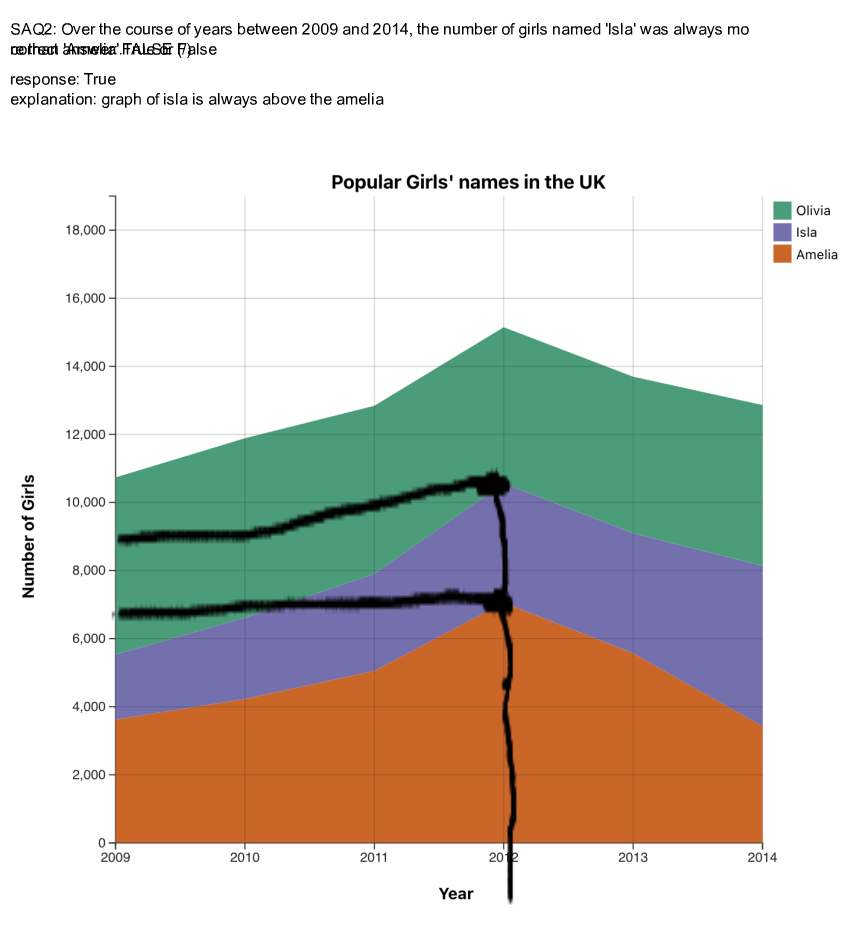 SAQ2: Over the course of years between 2009 and 2014, the number of girls named 'Isla' was always mo
response: True
explanation: graph of isla is always above the amelia
Popular Girls' names in the UK
Olivia
Isla
Amelia
18,000
16,000
14,000
12,000
10,000
8,000
6,000
4,000
2,000
0
Number of Girls
2009 2010 2011 2012 2013 2014
Year